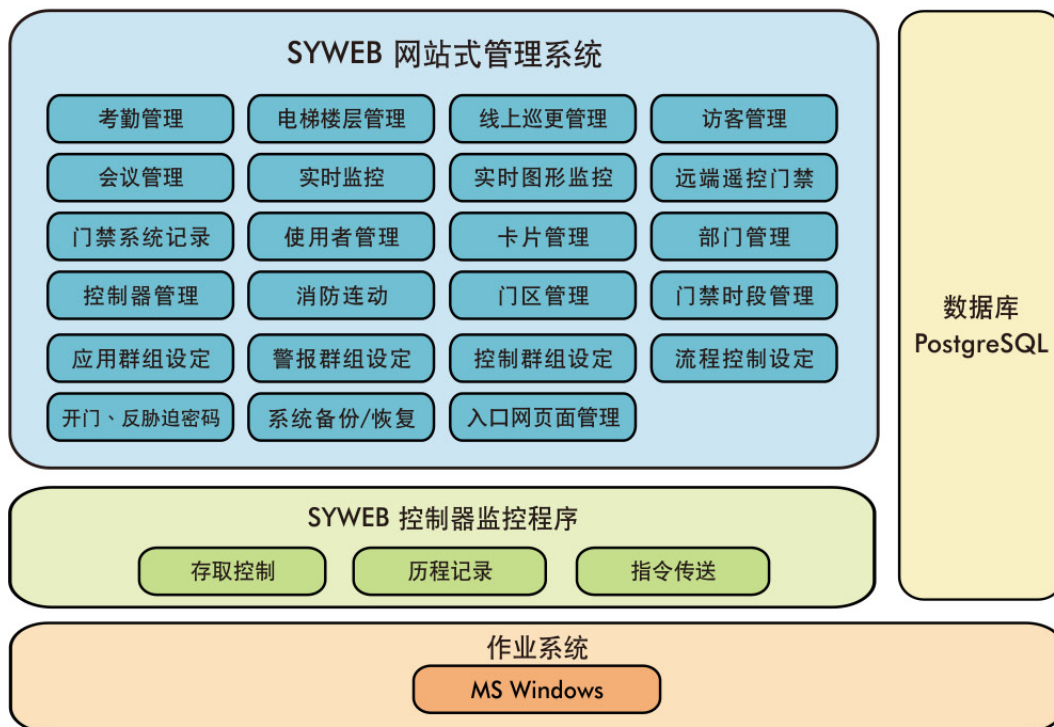 SYWEB 网站式管理系统
考勤管理
电梯楼层管理
线上巡更管理
访客管理
会议管理
实时监控
实时图形监控
远端遥控门禁
门禁系统记录
使用者管理
卡片管理
部门管理
控制器管理
消防连动
门区管理
门禁时段管理
应用群组设定
警报群组设定
控制群组设定
流程控制设定
开门、反胁迫密码
系统备份/恢复
入口网页面管理
数据库
PostgreSQL
SYWEB 控制器监控程序
存取控制
历程记录
指令传送
作业系统
MS Windows